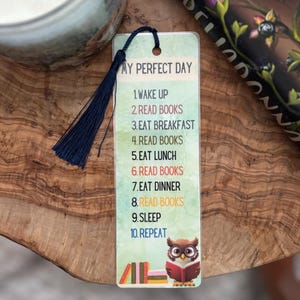 MY PERFECT DAY
1.WAKE UP
2.READ BOOKS
3.EAT BREAKFAST
4.READ BOOKS
5.EAT LUNCH
6.READ BOOKS
7.EAT DINNER
8.READ BOOKS
9.SLEEP
10.REPEAT